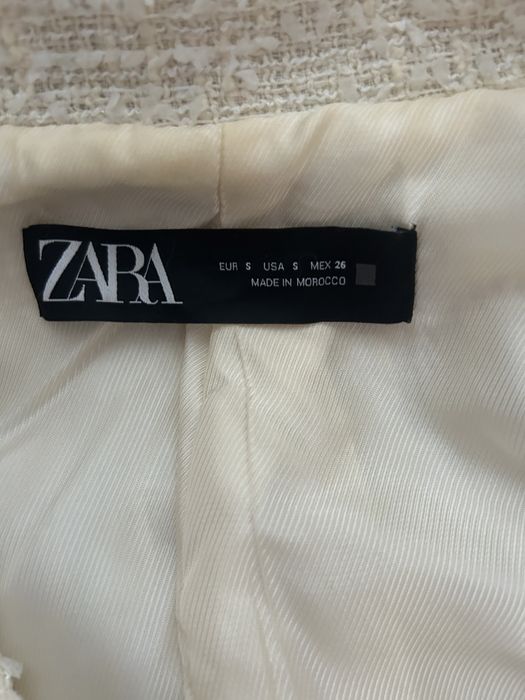 ZARA
EUR S USA S MEX 26
MADE IN MOROCCO